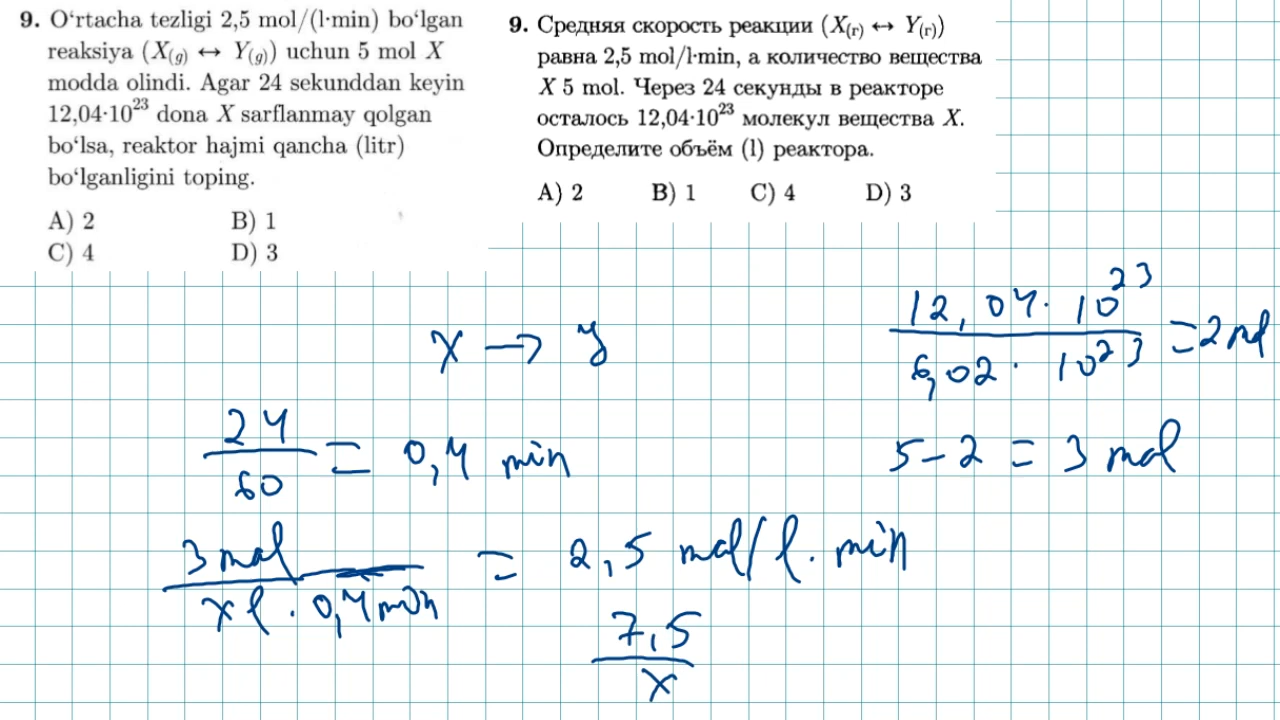 9. O‘rtacha tezligi 2,5 mol/(l·min) bo‘lgan
reaksiya (X(g) ↔ Y(g)) uchun 5 mol X
modda olindi. Agar 24 sekunddan keyin
12,04·10²³ dona X sarflanmay qolgan
bo‘lsa, reaktor hajmi qancha (litr)
bo‘lganligini toping.
A) 2 B) 1
C) 4 D) 3
9. Средняя скорость реакции (X(г) ↔ Y(г))
равна 2,5 mol/l·min, а количество вещества
X 5 mol. Через 24 секунды в реакторе
осталось 12,04·10²³ молекул вещества X.
Определите объём (l) реактора.
A) 2 B) 1 C) 4 D) 3
x → y
12,04·10²³ / 6,02·10²³ = 2 mol
24 / 60 = 0,4 min
5 - 2 = 3 mol
3 mol / x l · 0,4 min = 2,5 mol/l·min
7,5 / x